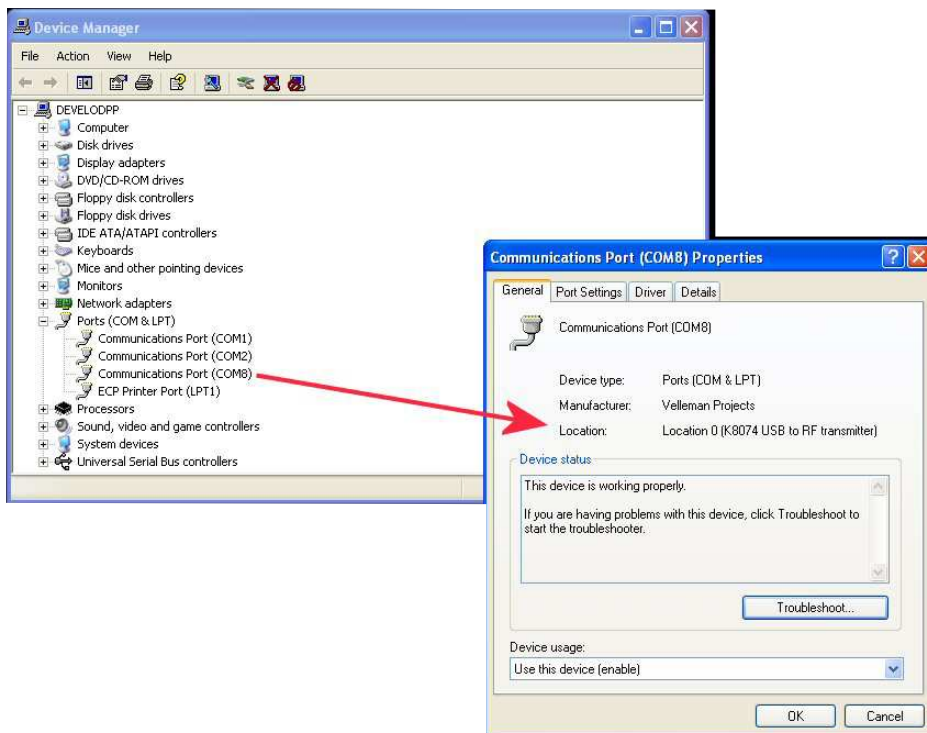 Device Manager
File Action View Help
DEVELODPP
Computer
Disk drives
Display adapters
DVD/CD-ROM drives
Floppy disk controllers
Floppy disk drives
IDE ATA/ATAPI controllers
Keyboards
Mice and other pointing devices
Monitors
Network adapters
Ports (COM & LPT)
Communications Port (COM1)
Communications Port (COM2)
Communications Port (COM8)
ECP Printer Port (LPT1)
Processors
Sound, video and game controllers
System devices
Universal Serial Bus controllers
Communications Port (COM8) Properties
General Port Settings Driver Details
Communications Port (COM8)
Device type: Ports (COM & LPT)
Manufacturer: Velleman Projects
Location: Location 0 (K8074 USB to RF transmitter)
Device status
This device is working properly.
If you are having problems with this device, click Troubleshoot to
start the troubleshooter.
Troubleshoot...
Device usage:
Use this device (enable)
OK Cancel